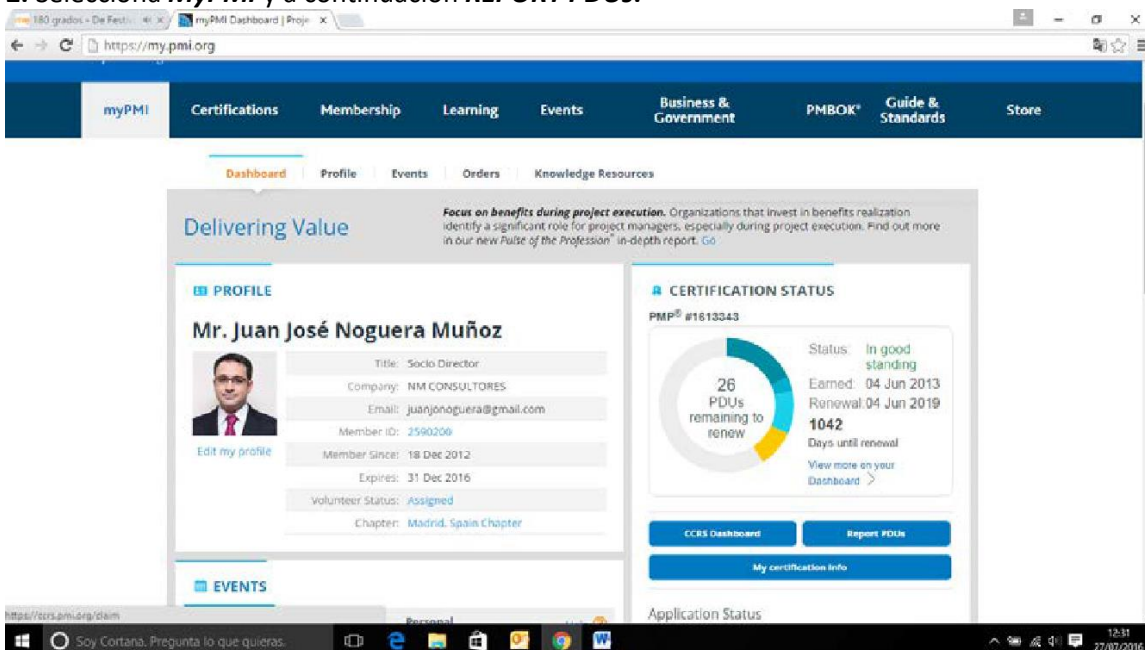 2. Selecciona MyPMI y a continuación REPORT PDUs.
180 grados - De Festi
myPMI Dashboard | Proje
https://my.pmi.org
myPMI Certifications Membership Learning Events Business & Government PMBOK® Guide & Standards Store
Dashboard Profile Events Orders Knowledge Resources
Delivering Value
Focus on benefits during project execution. Organizations that invest in benefits realization
identify a significant role for project managers, especially during project execution. Find out more
in our new Pulse of the Profession® in-depth report. Go
PROFILE
Mr. Juan José Noguera Muñoz
Title: Socio Director
Company: NM CONSULTORES
Email: juanjonoguera@gmail.com
Member ID: 2590200
Edit my profile
Member Since: 18 Dec 2012
Expires: 31 Dec 2016
Volunteer Status: Assigned
Chapter: Madrid, Spain Chapter
EVENTS
Personal
CERTIFICATION STATUS
PMP® #1613343
26
PDUs
remaining to
renew
Status: In good
standing
Earned: 04 Jun 2013
Renewal: 04 Jun 2019
1042
Days until renewal
View more on your
Dashboard >
CCRS Dashboard Report PDUs
My certification info
Application Status
https://ccrs.pmi.org/claim
Soy Cortana. Pregunta lo que quieras.
12:31
27/07/2016